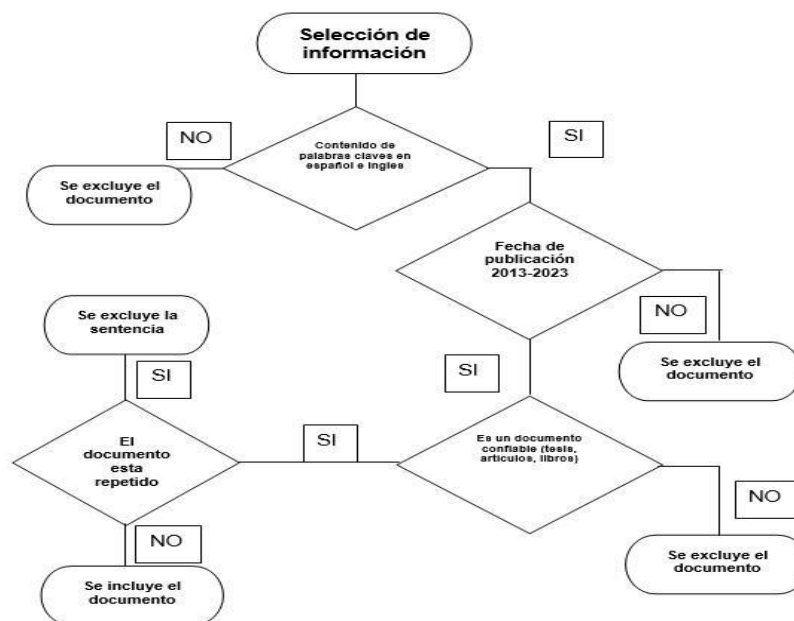 Selección de
información
NO
Contenido de
palabras claves en
español e ingles
SI
Se excluye el
documento
Fecha de
publicación
2013-2023
NO
Se excluye el
documento
Se excluye la
sentencia
SI
SI
El
documento
esta
repetido
SI
Es un documento
confiable (tesis,
articulos, libros)
NO
Se excluye el
documento
NO
Se incluye el
documento